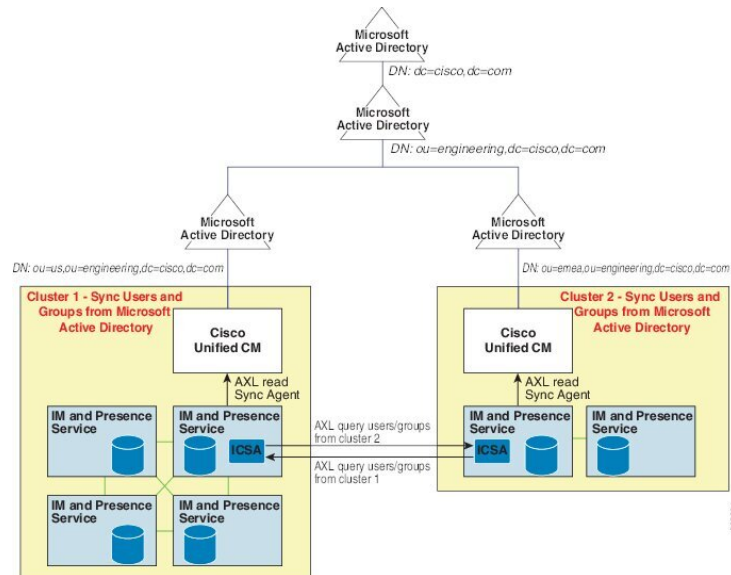 Microsoft
Active Directory
DN: dc=cisco,dc=com
Microsoft
Active Directory
DN: ou=engineering,dc=cisco,dc=com
Microsoft
Active Directory
Microsoft
Active Directory
DN: ou=us,ou=engineering,dc=cisco,dc=com
DN: ou=emea,ou=engineering,dc=cisco,dc=com
Cluster 1 - Sync Users and
Groups from Microsoft
Active Directory
Cisco
Unified CM
AXL read
Sync Agent
IM and Presence
Service
IM and Presence
Service
ICSA
IM and Presence
Service
IM and Presence
Service
AXL query users/groups
from cluster 2
AXL query users/groups
from cluster 1
Cluster 2 - Sync Users and
Groups from Microsoft
Active Directory
Cisco
Unified CM
AXL read
Sync Agent
IM and Presence
Service
ICSA
IM and Presence
Service